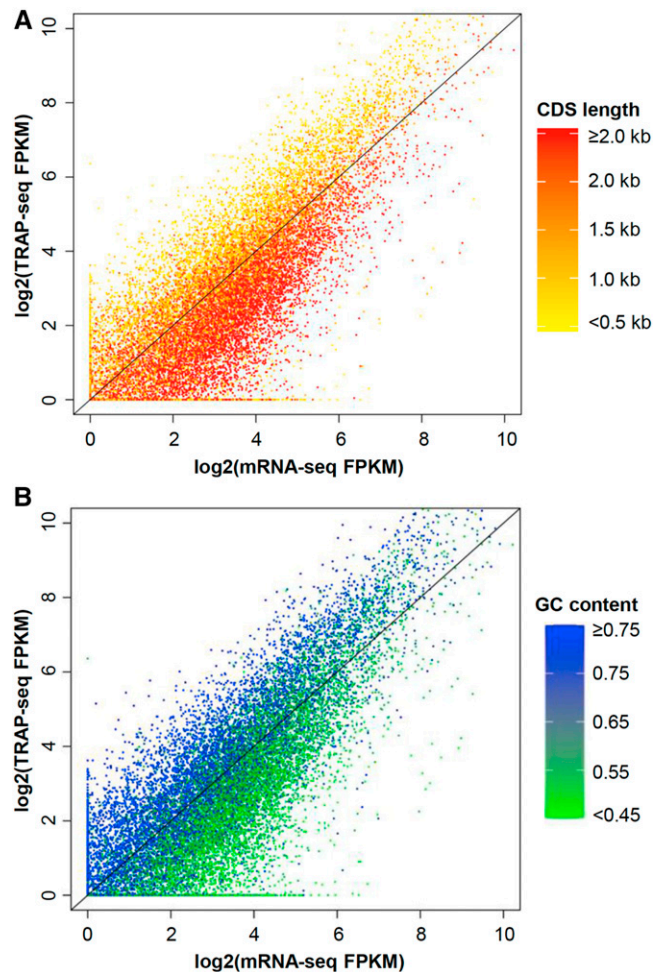 A
10
8
6
4
2
0
log2(TRAP-seq FPKM)
0 2 4 6 8 10
log2(mRNA-seq FPKM)
CDS length
≥2.0 kb
2.0 kb
1.5 kb
1.0 kb
<0.5 kb
B
10
8
6
4
2
0
log2(TRAP-seq FPKM)
0 2 4 6 8 10
log2(mRNA-seq FPKM)
GC content
≥0.75
0.75
0.65
0.55
<0.45